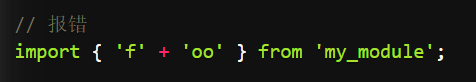 // 报错
import { 'f' + 'oo' } from 'my_module';